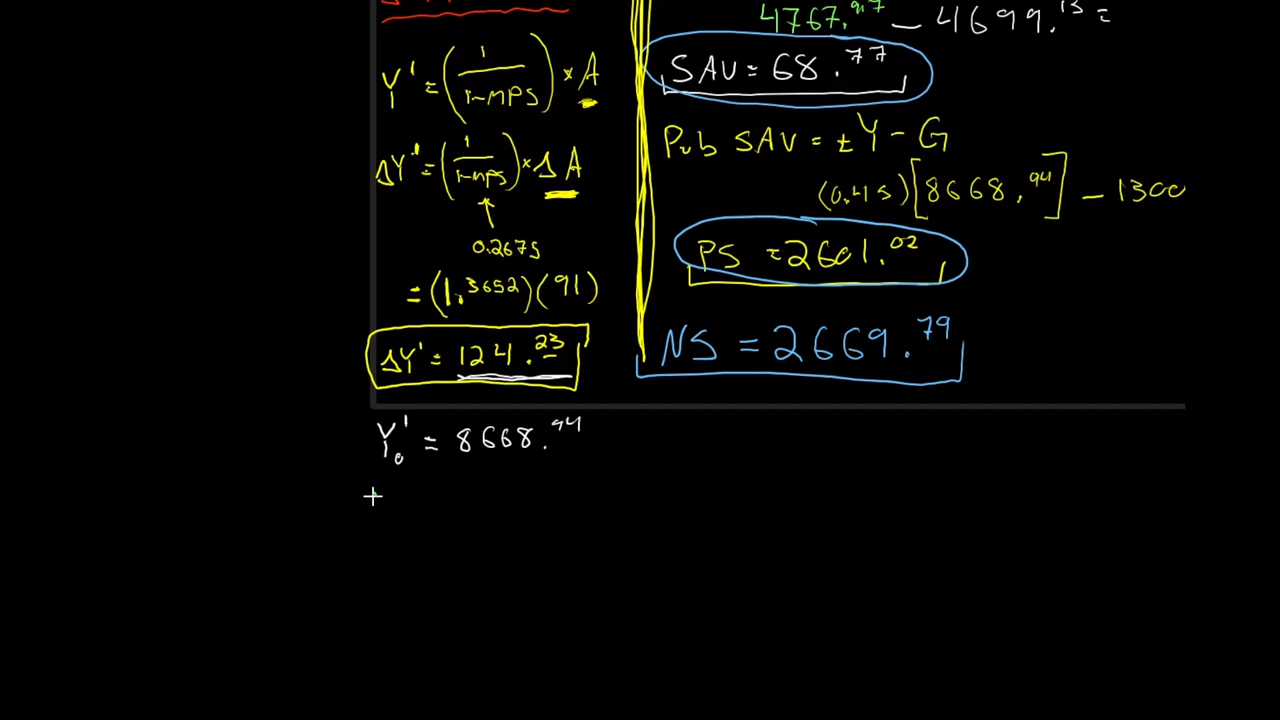 Y' = (1/1-MPS) × A
ΔY' = (1/1-mps) × ΔA
0.2675
= (1.3652)(91)
ΔY' = 124.23
4767.97 - 4699.13 =
SAV = 68.77
Pub SAV = tY - G
(0.45)[8668.94] - 1300
PS = 2601.02
NS = 2669.79
Y₀' = 8668.94